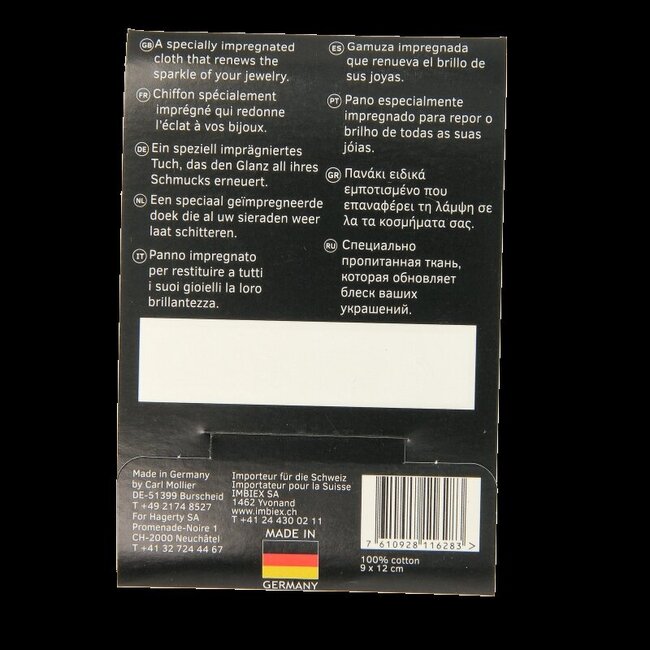 GB A specially impregnated
cloth that renews the
sparkle of your jewelry.
FR Chiffon spécialement
imprégné qui redonne
l'éclat à vos bijoux.
DE Ein speziell imprägniertes
Tuch, das den Glanz all ihres
Schmucks erneuert.
NL Een speciaal geïmpregneerde
doek die al uw sieraden weer
laat schitteren.
IT Panno impregnato
per restituire a tutti
i suoi gioielli la loro
brillantezza.
ES Gamuza impregnada
que renueva el brillo de
sus joyas.
PT Pano especialmente
impregnado para repor o
brilho de todas as suas
jóias.
GR Πανάκι ειδικά
εμποτισμένο που
επαναφέρει τη λάμψη σε
λα τα κοσμήματα σας.
RU Специально
пропитанная ткань,
которая обновляет
блеск ваших
украшений.
Made in Germany
by Carl Mollier
DE-51399 Burscheid
T +49 2174 8527
For Hagerty SA
Promenade-Noire 1
CH-2000 Neuchâtel
T +41 32 724 44 67
Importeur für die Schweiz
Importateur pour la Suisse
IMBIEX SA
1462 Yvonand
www.imbiex.ch
T +41 24 430 02 11
MADE IN
GERMANY
7 610928 116283 >
100% cotton
9 x 12 cm